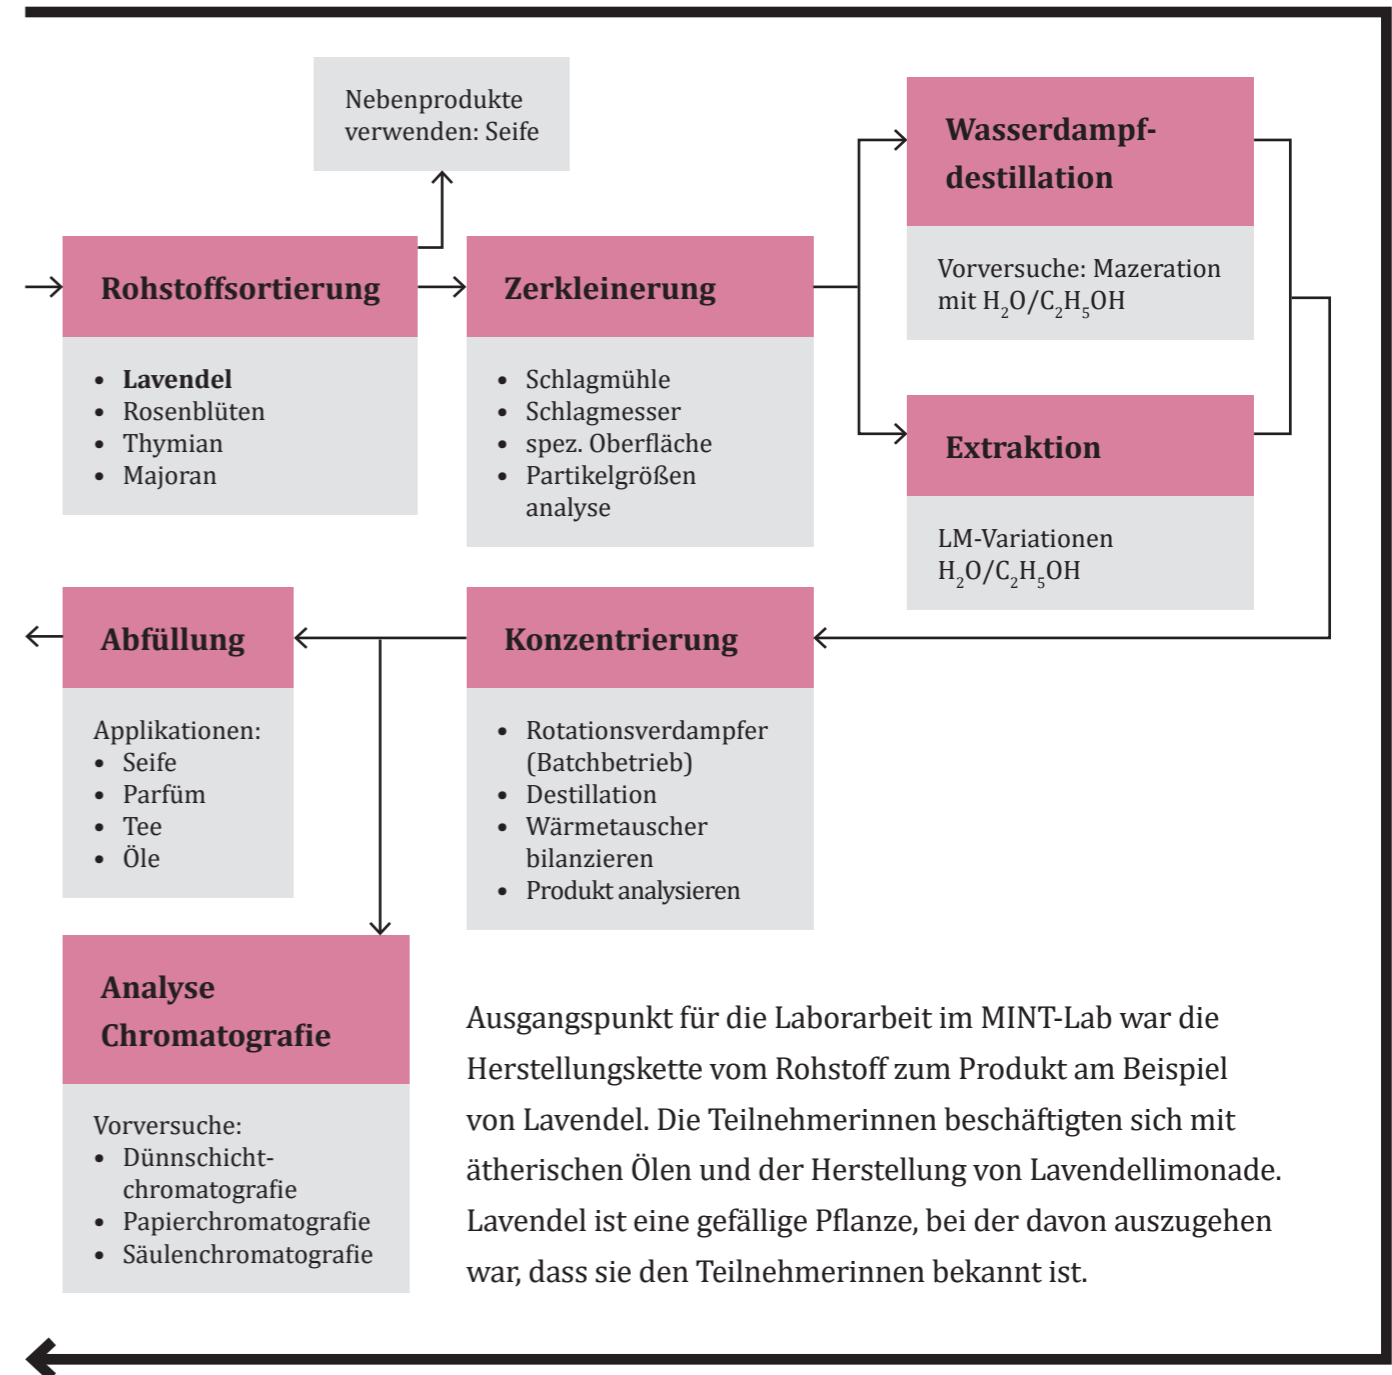 Nebenprodukte
verwenden: Seife
Rohstoffsortierung
• Lavendel
• Rosenblüten
• Thymian
• Majoran
Zerkleinerung
• Schlagmühle
• Schlagmesser
• spez. Oberfläche
• Partikelgrößen
analyse
Wasserdampf-
destillation
Vorversuche: Mazeration
mit H₂O/C₂H₅OH
Extraktion
LM-Variationen
H₂O/C₂H₅OH
Konzentrierung
• Rotationsverdampfer
(Batchbetrieb)
• Destillation
• Wärmetauscher
bilanzieren
• Produkt analysieren
Abfüllung
Applikationen:
• Seife
• Parfüm
• Tee
• Öle
Analyse
Chromatografie
Vorversuche:
• Dünnschicht-
chromatografie
• Papierchromatografie
• Säulenchromatografie
Ausgangspunkt für die Laborarbeit im MINT-Lab war die
Herstellungskette vom Rohstoff zum Produkt am Beispiel
von Lavendel. Die Teilnehmerinnen beschäftigten sich mit
ätherischen Ölen und der Herstellung von Lavendellimonade.
Lavendel ist eine gefällige Pflanze, bei der davon auszugehen
war, dass sie den Teilnehmerinnen bekannt ist.